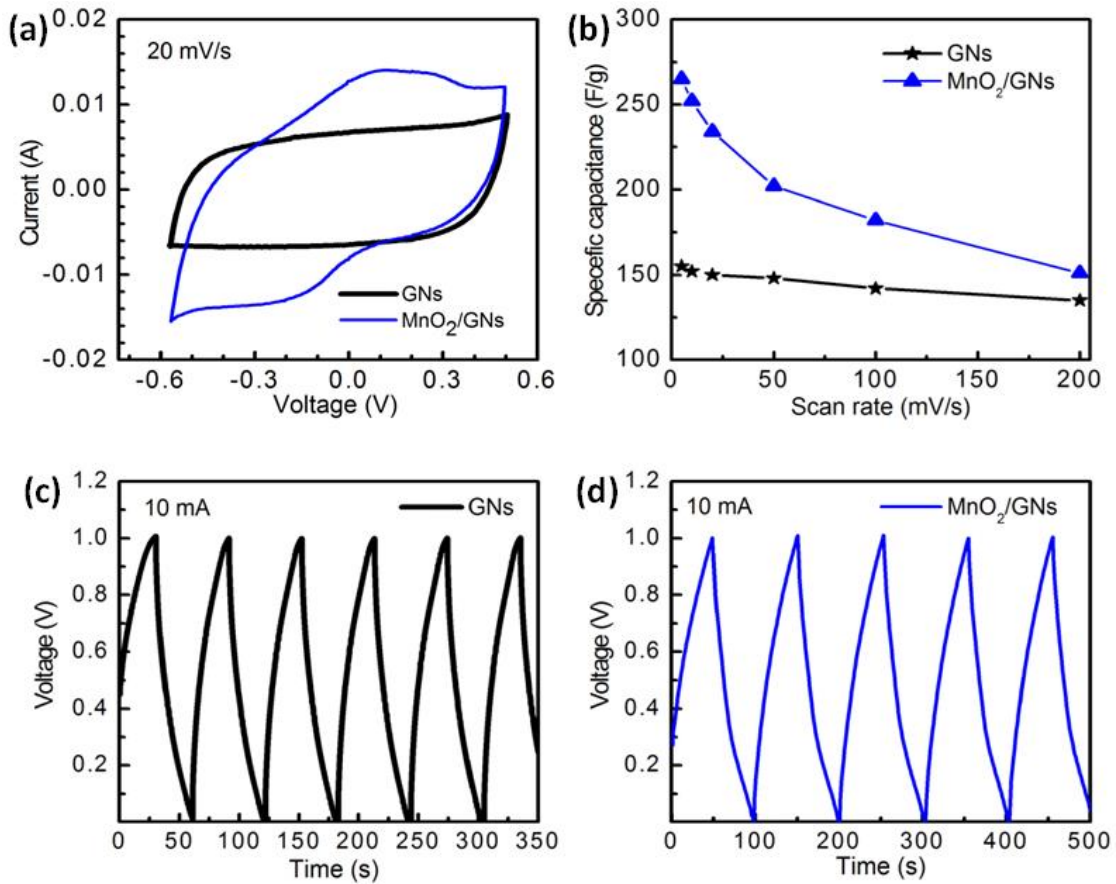 (a)
20 mV/s
0.02
0.01
0.00
-0.01
-0.02
Current (A)
GNs
MnO2/GNs
-0.6 -0.3 0.0 0.3 0.6
Voltage (V)
(b)
300
250
200
150
100
Specefific capacitance (F/g)
GNs
MnO2/GNs
0 50 100 150 200
Scan rate (mV/s)
(c)
10 mA
GNs
1.2
1.0
0.8
0.6
0.4
0.2
Voltage (V)
0 50 100 150 200 250 300 350
Time (s)
(d)
10 mA
MnO2/GNs
1.2
1.0
0.8
0.6
0.4
0.2
Voltage (V)
0 100 200 300 400 500
Time (s)